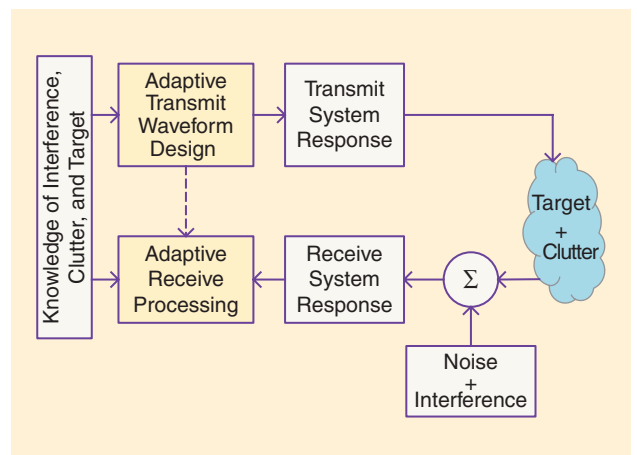 Knowledge of Interference,
Clutter, and Target
Adaptive
Transmit
Waveform
Design
Transmit
System
Response
Target
+
Clutter
Adaptive
Receive
Processing
Receive
System
Response
Σ
Noise
+
Interference